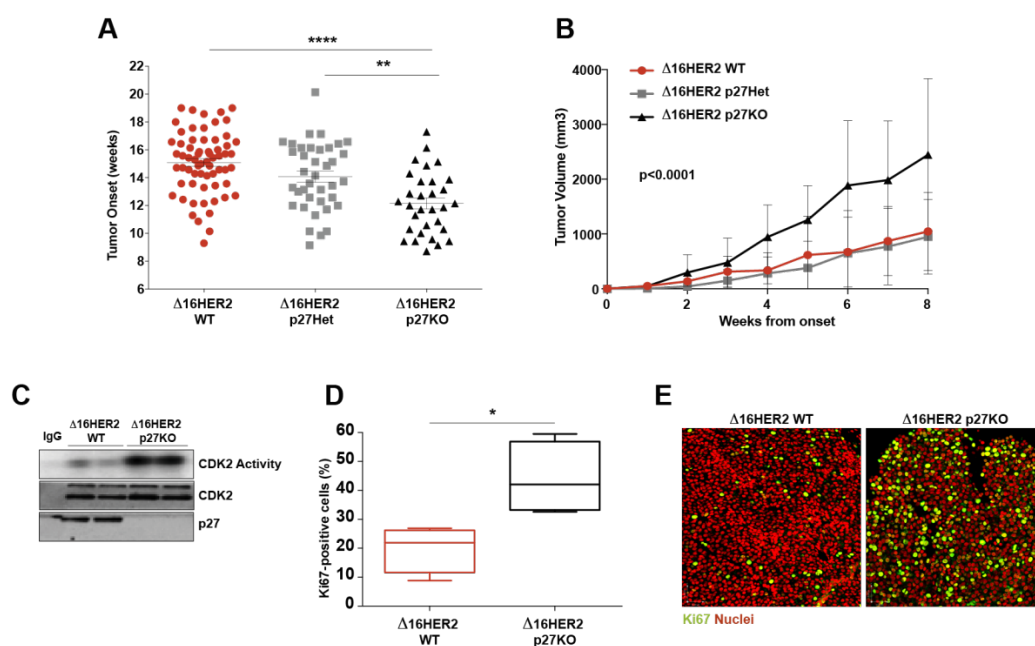 A
****
**
Tumor Onset (weeks)
22
20
18
16
14
12
10
8
6
Δ16HER2
WT
Δ16HER2
p27Het
Δ16HER2
p27KO
B
Δ16HER2 WT
Δ16HER2 p27Het
Δ16HER2 p27KO
p<0.0001
Tumor Volume (mm3)
4000
3000
2000
1000
0
0 2 4 6 8
Weeks from onset
C
IgG
Δ16HER2
WT
Δ16HER2
p27KO
CDK2 Activity
CDK2
p27
D
*
Ki67-positive cells (%)
60
50
40
30
20
10
0
Δ16HER2
WT
Δ16HER2
p27KO
E
Δ16HER2 WT
Δ16HER2 p27KO
Ki67 Nuclei